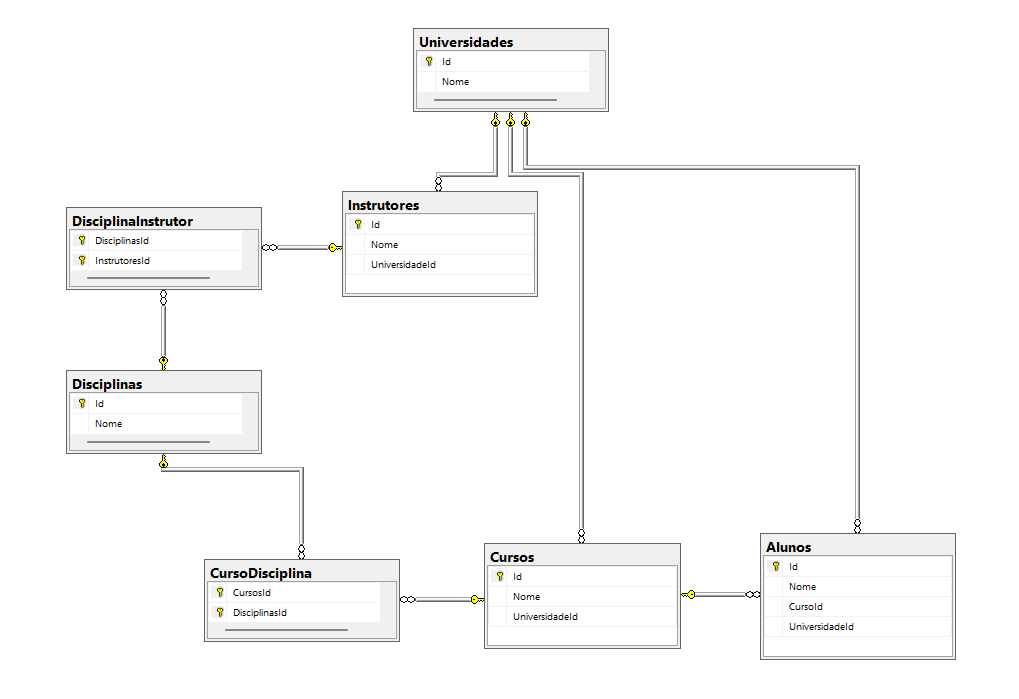 Universidades
Id
Nome
Instrutores
Id
Nome
UniversidadeId
DisciplinaInstrutor
DisciplinasId
InstrutoresId
Disciplinas
Id
Nome
CursoDisciplina
CursosId
DisciplinasId
Cursos
Id
Nome
UniversidadeId
Alunos
Id
Nome
CursoId
UniversidadeId